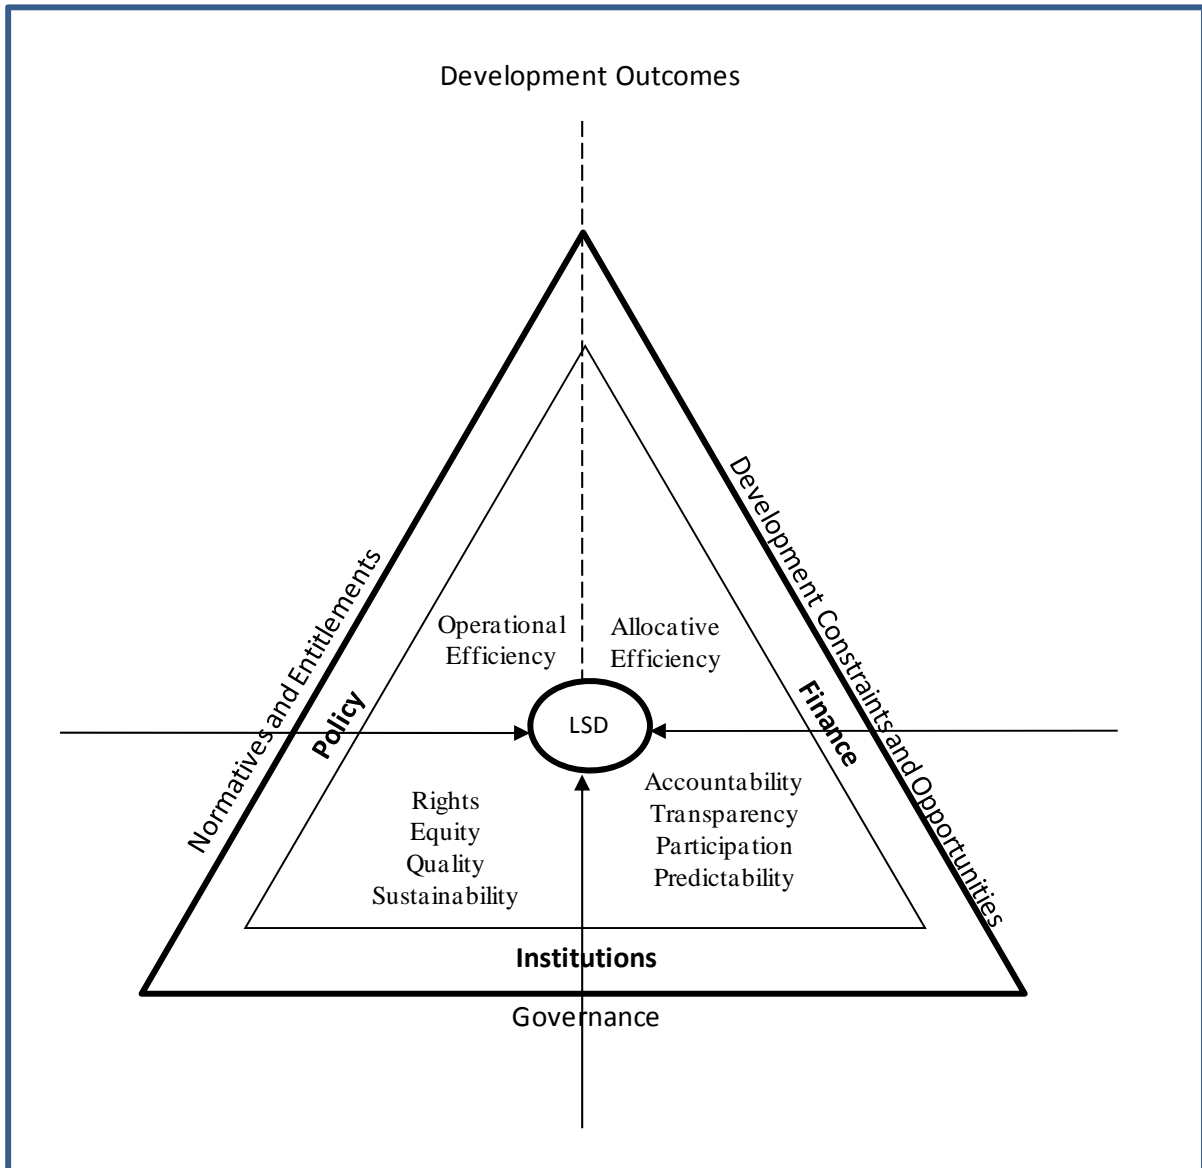 Development Outcomes
Normatives and Entitlements
Development Constraints and Opportunities
Operational
Efficiency
Allocative
Efficiency
Policy
Finance
LSD
Rights
Equity
Quality
Sustainability
Accountability
Transparency
Participation
Predictability
Institutions
Governance